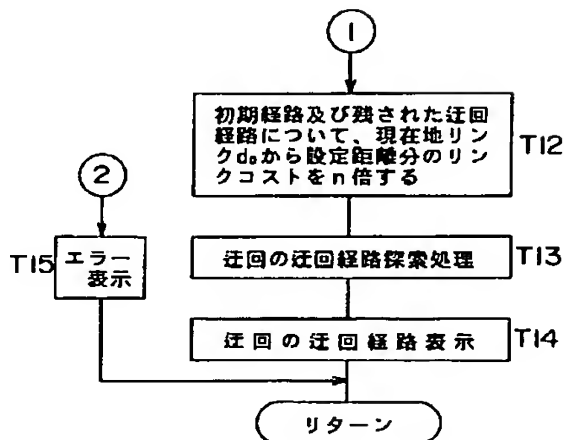 ①
初期経路及び残された迂回
経路について、現在地リン
クd₀から設定距離分のリン
クコストをn倍する
T12
②
T15
エラー
表示
迂回の迂回経路探索処理
T13
迂回の迂回経路表示
T14
リターン